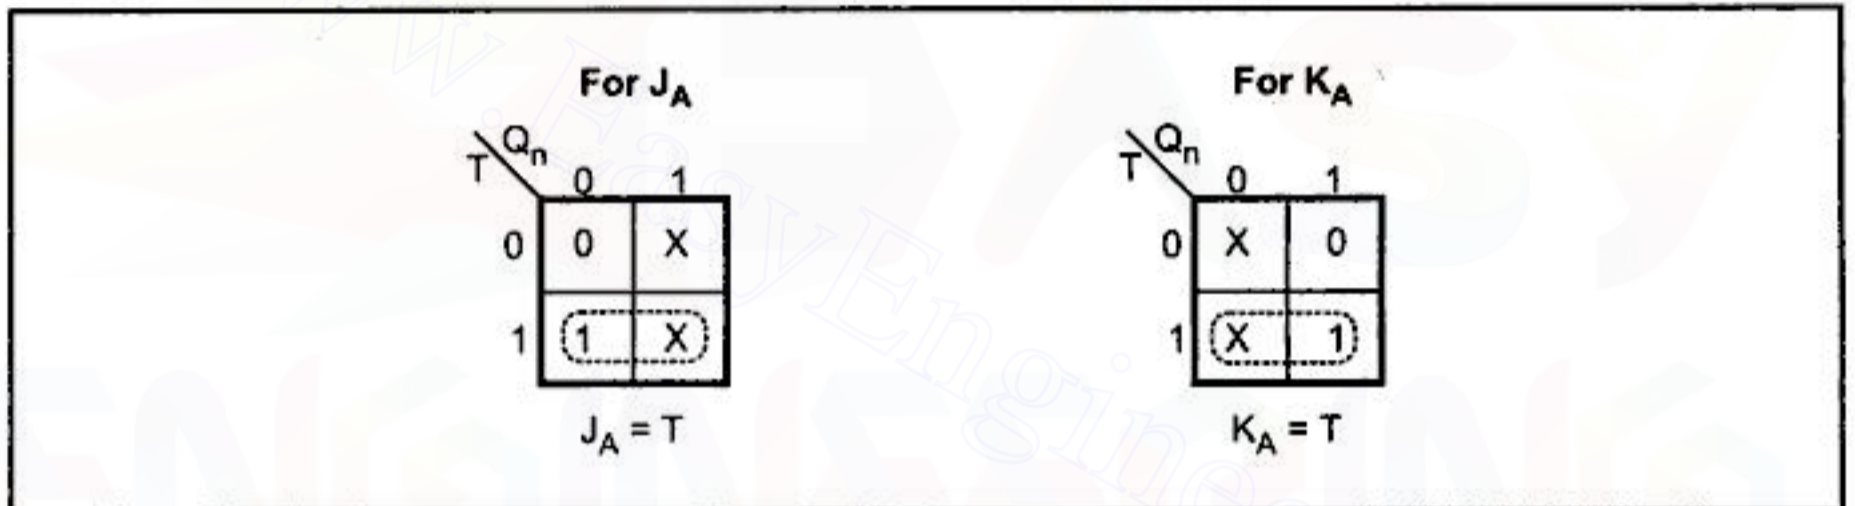 For J_A For K_A
Q_n Q_n
T T
0 1 0 1
0 0 X 0 X 0
1 1 X 1 X 1
J_A = T K_A = T
w.EasyEngine